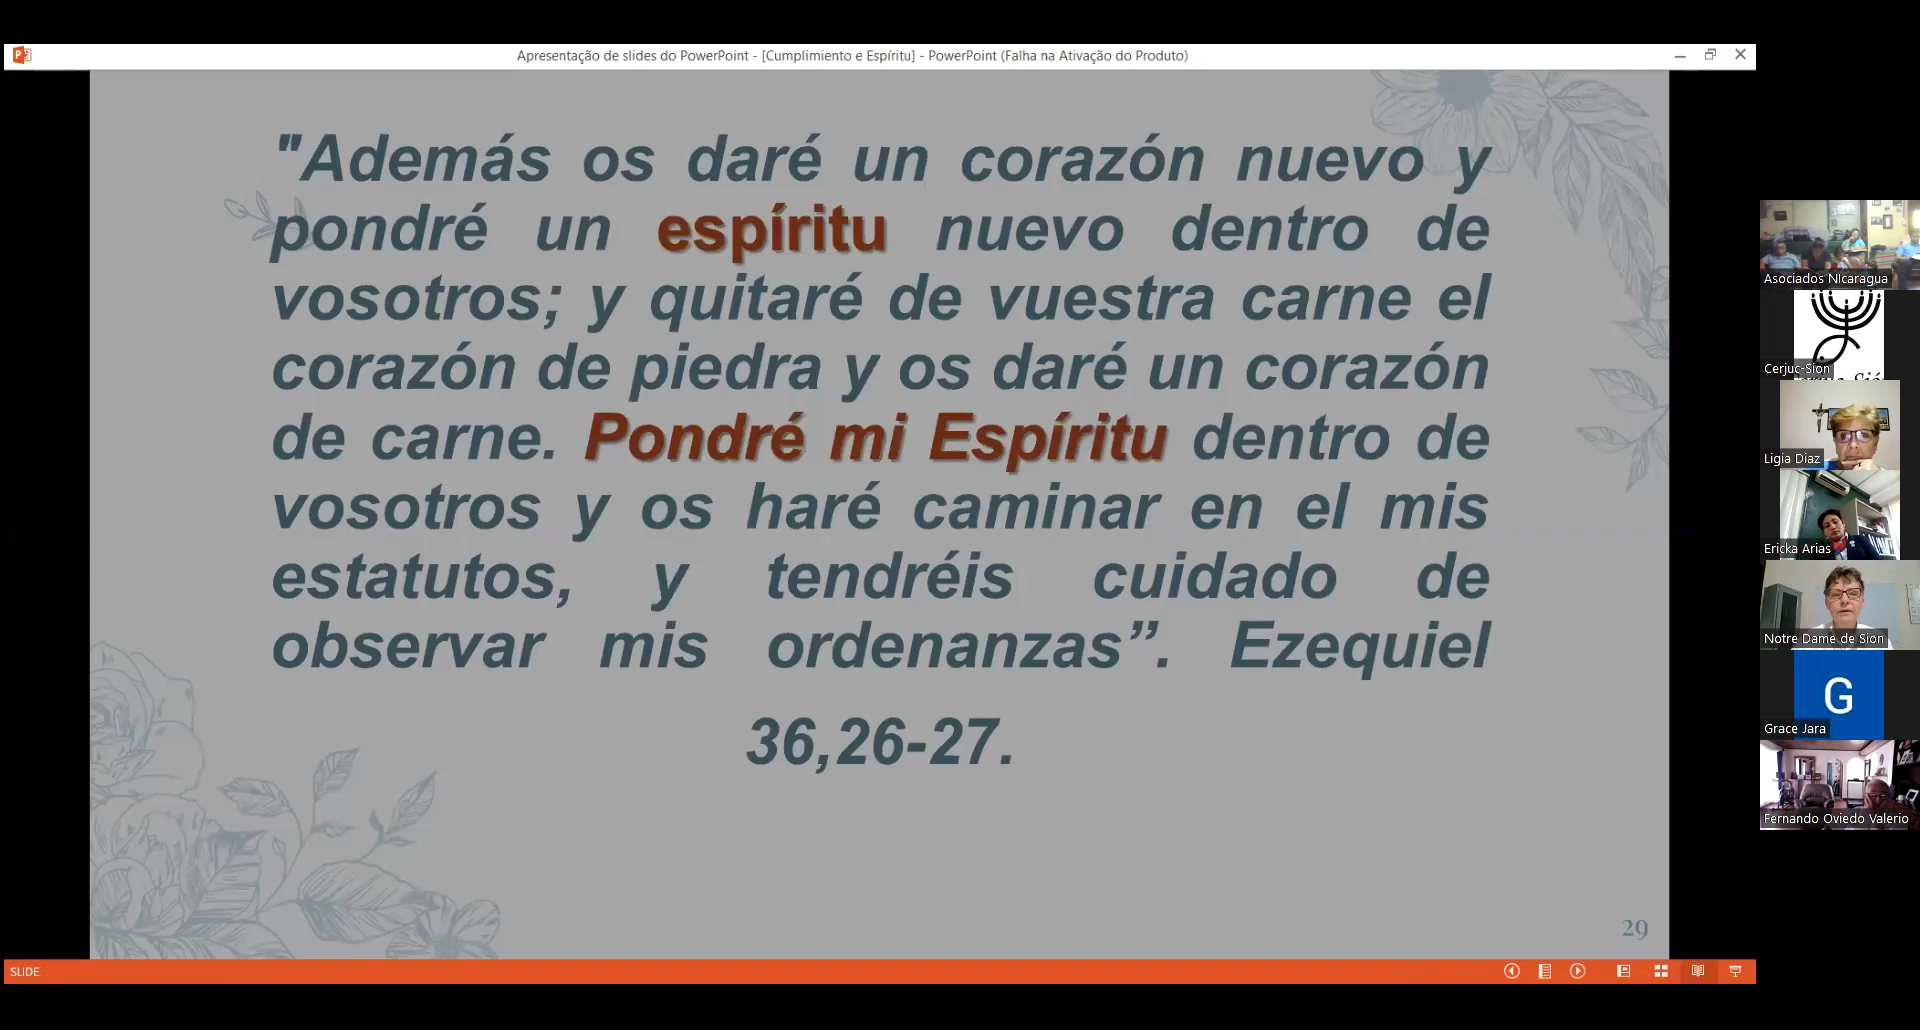 Apresentação de slides do PowerPoint - [Cumplimiento e Espíritu] - PowerPoint (Falha na Ativação do Produto)
"Además os daré un corazón nuevo y
pondré un espíritu nuevo dentro de
vosotros; y quitaré de vuestra carne el
corazón de piedra y os daré un corazón
de carne. Pondré mi Espíritu dentro de
vosotros y os haré caminar en el mis
estatutos, y tendréis cuidado de
observar mis ordenanzas”. Ezequiel
36,26-27.
29
SLIDE
Asociados NIcaragua
Cerjuc-Sion
Ligia Diaz
Ericka Arias
Notre Dame de Sion
G
Grace Jara
Fernando Oviedo Valerio